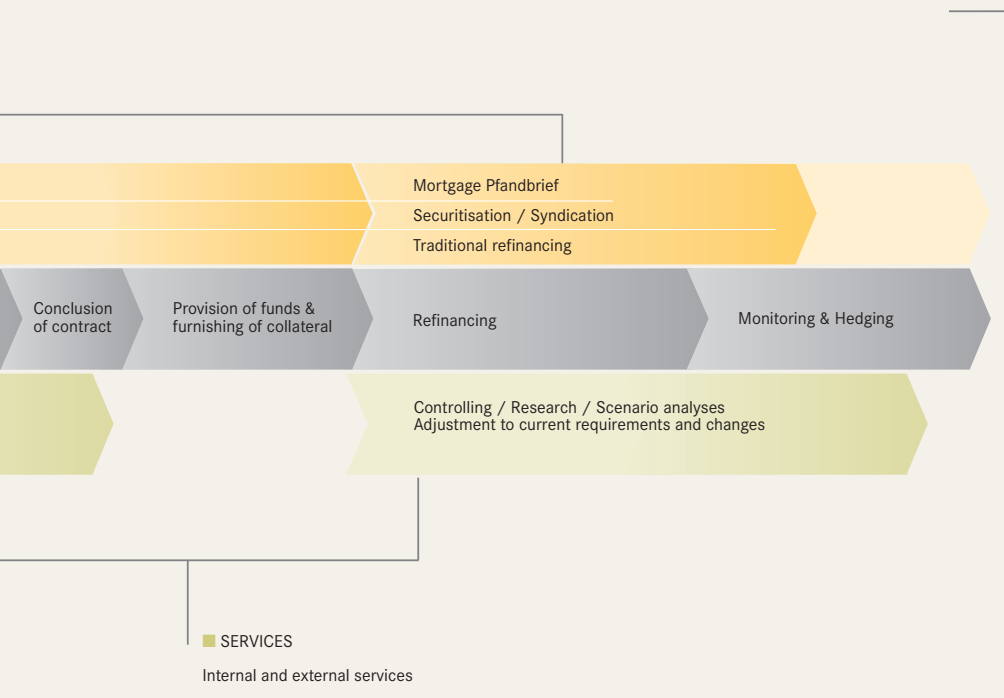 Mortgage Pfandbrief
Securitisation / Syndication
Traditional refinancing
Conclusion
of contract
Provision of funds &
furnishing of collateral
Refinancing
Monitoring & Hedging
Controlling / Research / Scenario analyses
Adjustment to current requirements and changes
SERVICES
Internal and external services